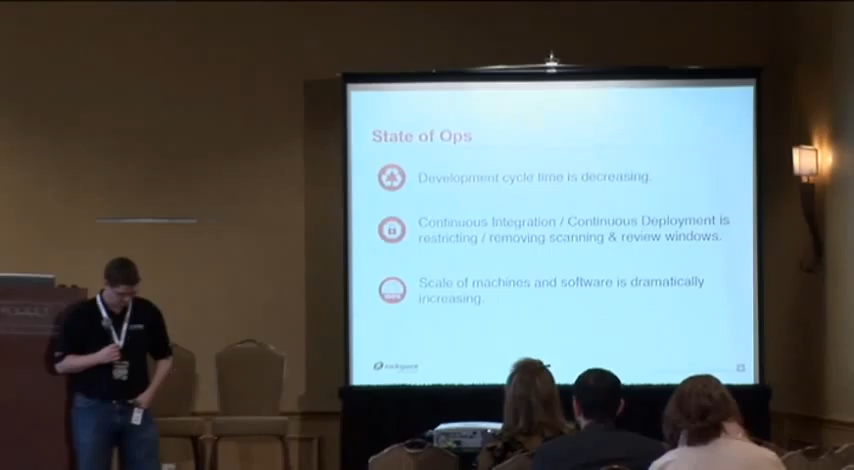 State of Ops
Development cycle time is decreasing.
Continuous Integration / Continuous Deployment is
restricting / removing scanning & review windows.
Scale of machines and software is dramatically
increasing.